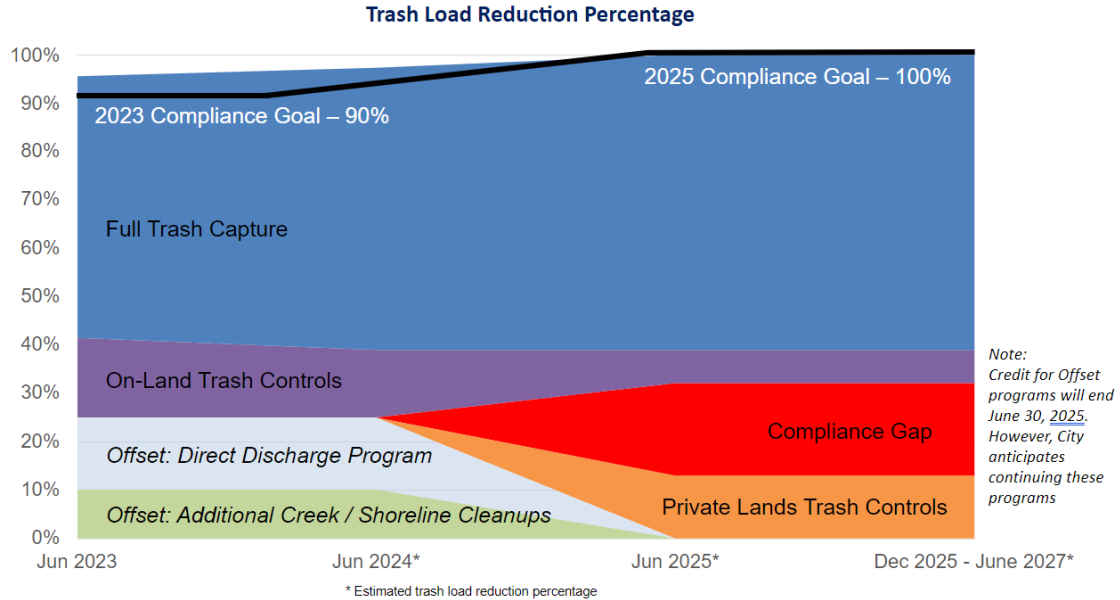 Trash Load Reduction Percentage
100%
90%
80%
70%
60%
50%
40%
30%
20%
10%
0%
2023 Compliance Goal – 90%
2025 Compliance Goal – 100%
Full Trash Capture
On-Land Trash Controls
Offset: Direct Discharge Program
Offset: Additional Creek / Shoreline Cleanups
Compliance Gap
Private Lands Trash Controls
Note:
Credit for Offset
programs will end
June 30, 2025.
However, City
anticipates
continuing these
programs
Jun 2023
Jun 2024*
Jun 2025*
Dec 2025 - June 2027*
* Estimated trash load reduction percentage